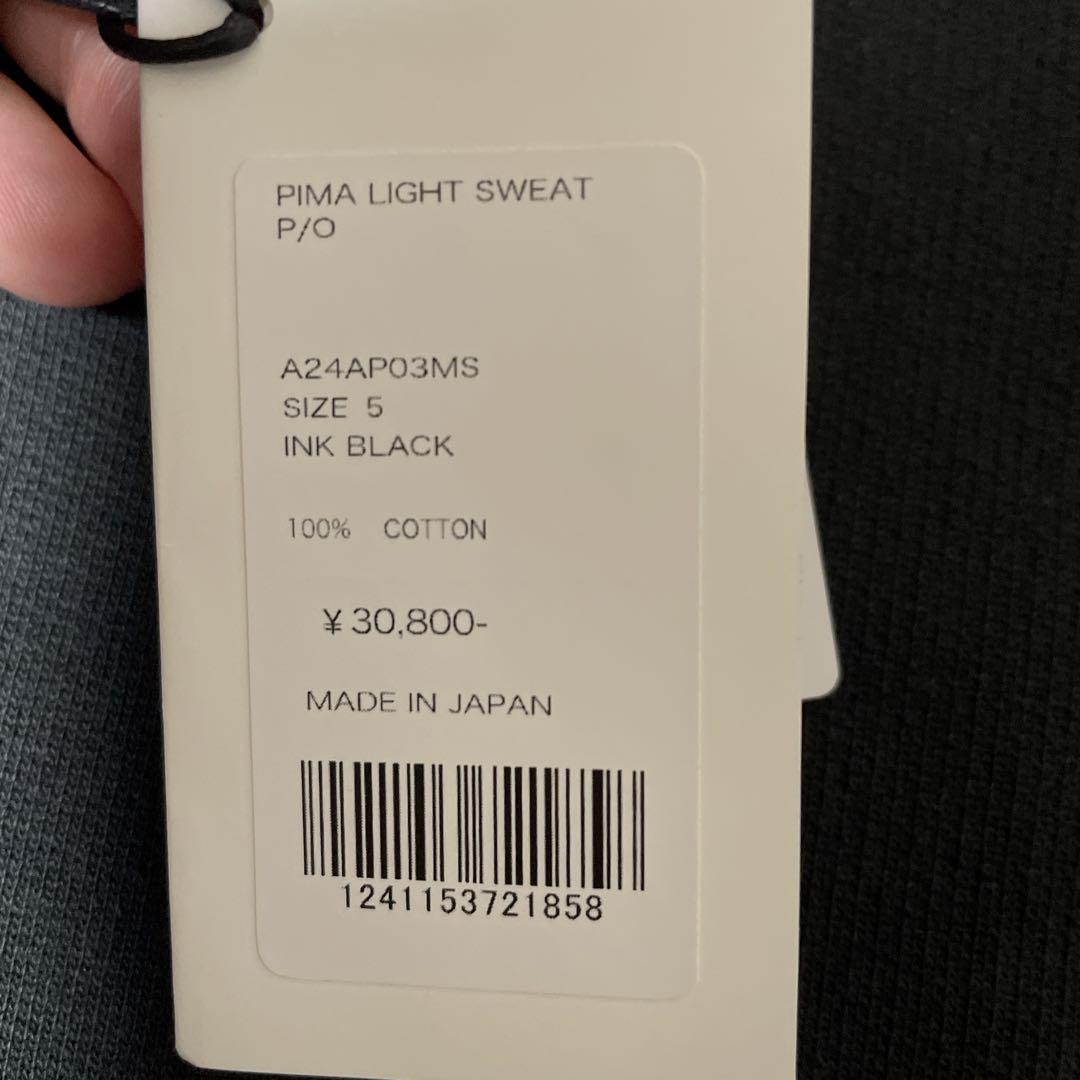 PIMA LIGHT SWEAT
P/O
A24AP03MS
SIZE 5
INK BLACK
100% COTTON
¥30,800-
MADE IN JAPAN
1241153721858